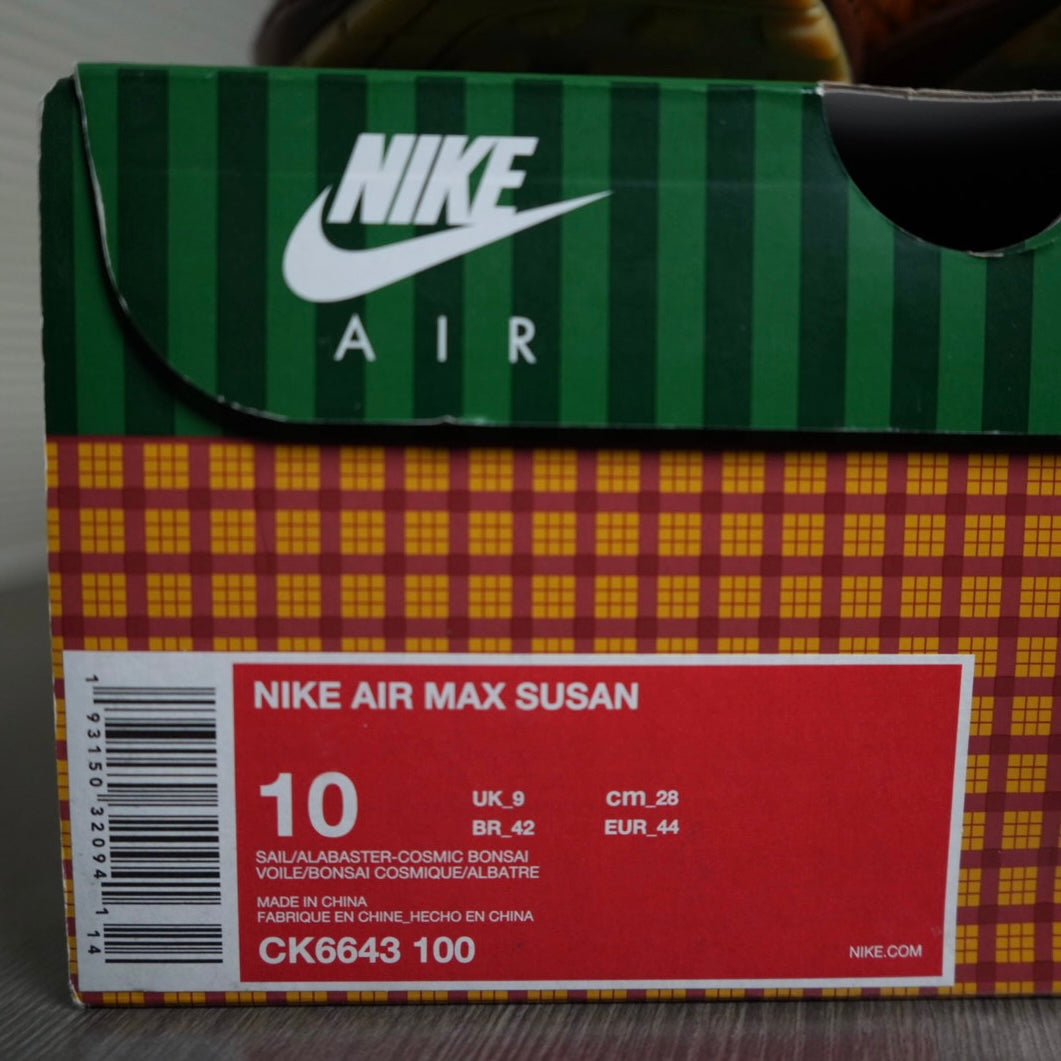 NIKE
AIR
NIKE AIR MAX SUSAN
10
UK_9
cm_28
BR_42
EUR_44
SAIL/ALABASTER-COSMIC BONSAI
VOILE/BONSAI COSMIQUE/ALBATRE
MADE IN CHINA
FABRIQUE EN CHINE_HECHO EN CHINA
CK6643 100
NIKE.COM
1 93150 32094 1 14